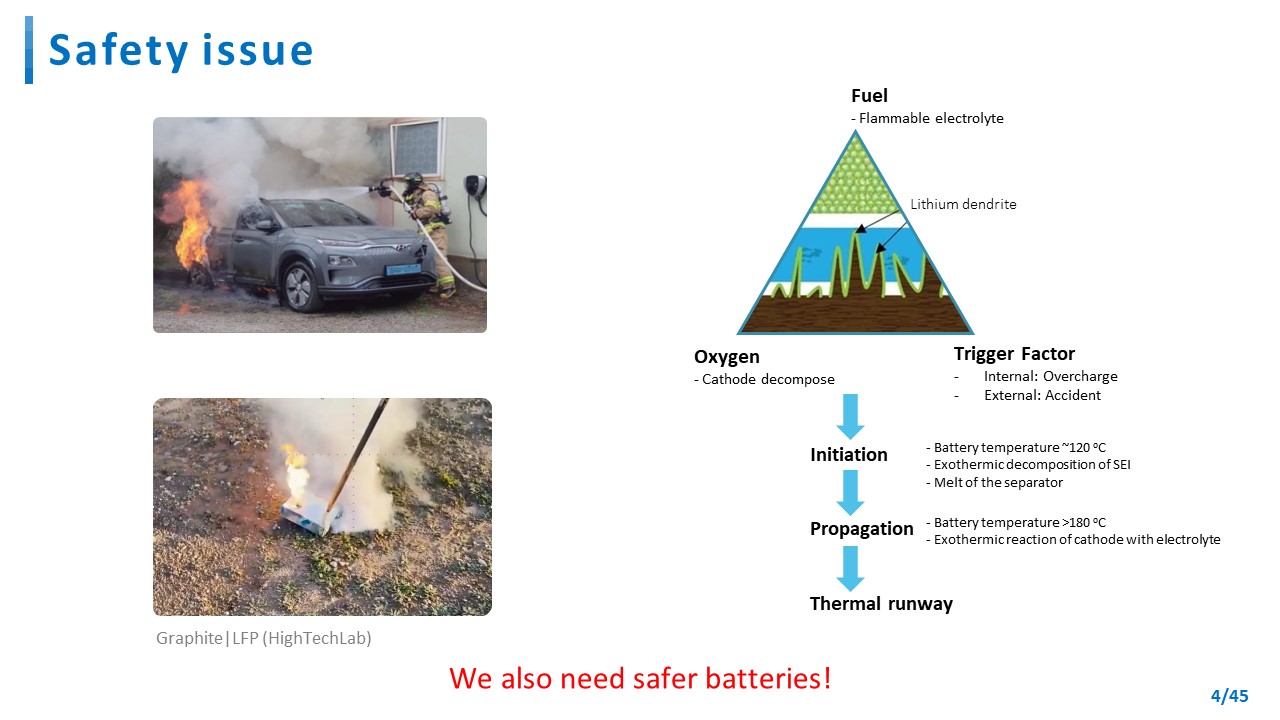 Safety issue
Fuel
- Flammable electrolyte
Lithium dendrite
Oxygen
- Cathode decompose
Trigger Factor
- Internal: Overcharge
- External: Accident
Initiation
- Battery temperature ~120 ºC
- Exothermic decomposition of SEI
- Melt of the separator
Propagation
- Battery temperature >180 ºC
- Exothermic reaction of cathode with electrolyte
Thermal runway
Graphite|LFP (HighTechLab)
We also need safer batteries!
4/45